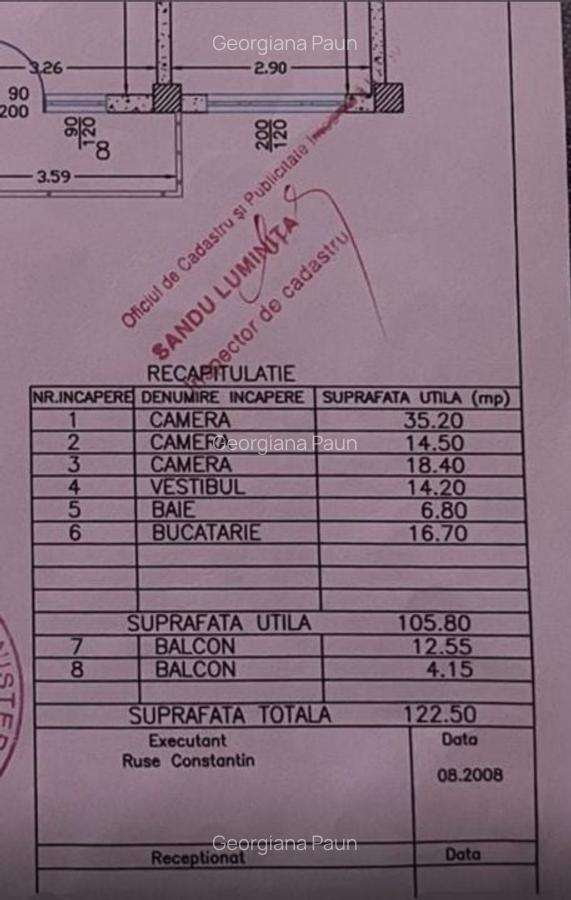 Georgiana Paun
3.26
2.90
90
200
90
120
8
200
120
3.59
Oficiul de Cadastru și Publicitate
SANDU LUMINIȚA
Inspector de cadastru
RECAPITULATIE
NR.INCAPERE DENUMIRE INCAPERE SUPRAFATA UTILA (mp)
1 CAMERA 35.20
2 CAMERA 14.50
Georgiana Paun
3 CAMERA 18.40
4 VESTIBUL 14.20
5 BAIE 6.80
6 BUCATARIE 16.70
SUPRAFATA UTILA 105.80
7 BALCON 12.55
8 BALCON 4.15
SUPRAFATA TOTALA 122.50
Executant Data
Ruse Constantin
08.2008
Georgiana Paun
Receptionat Data